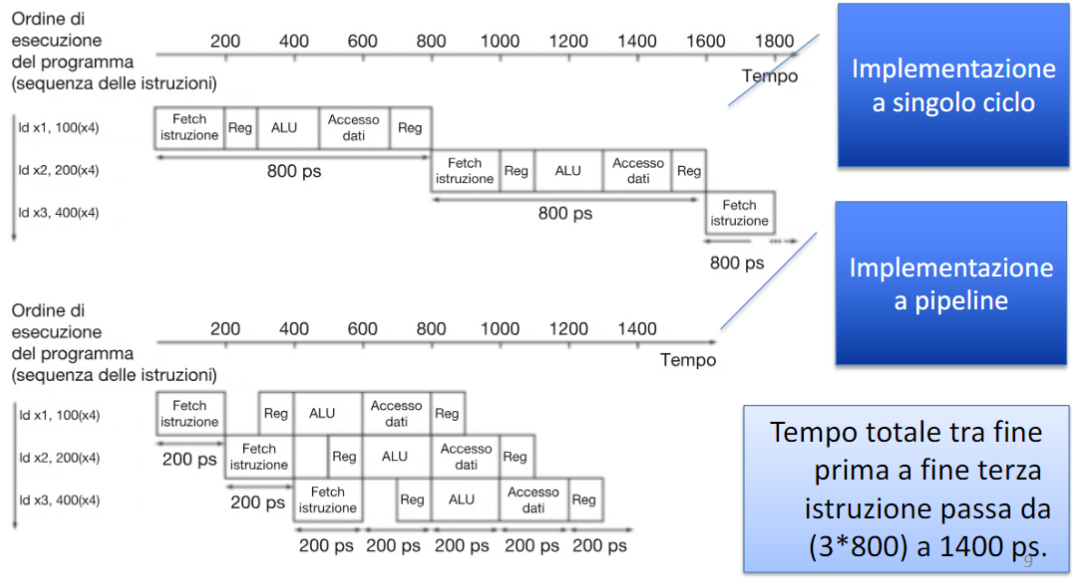 Ordine di
esecuzione
del programma
(sequenza delle istruzioni)
200 400 600 800 1000 1200 1400 1600 1800
Tempo
ld x1, 100(x4)
Fetch
istruzione
Reg
ALU
Accesso
dati
Reg
800 ps
ld x2, 200(x4)
Fetch
istruzione
Reg
ALU
Accesso
dati
Reg
800 ps
ld x3, 400(x4)
Fetch
istruzione
800 ps
Implementazione
a singolo ciclo
Implementazione
a pipeline
Ordine di
esecuzione
del programma
(sequenza delle istruzioni)
200 400 600 800 1000 1200 1400
Tempo
ld x1, 100(x4)
Fetch
istruzione
Reg
ALU
Accesso
dati
Reg
200 ps
ld x2, 200(x4)
Fetch
istruzione
Reg
ALU
Accesso
dati
Reg
200 ps
ld x3, 400(x4)
Fetch
istruzione
Reg
ALU
Accesso
dati
Reg
200 ps 200 ps 200 ps 200 ps 200 ps
Tempo totale tra fine
prima a fine terza
istruzione passa da
(3*800) a 1400 ps.
9